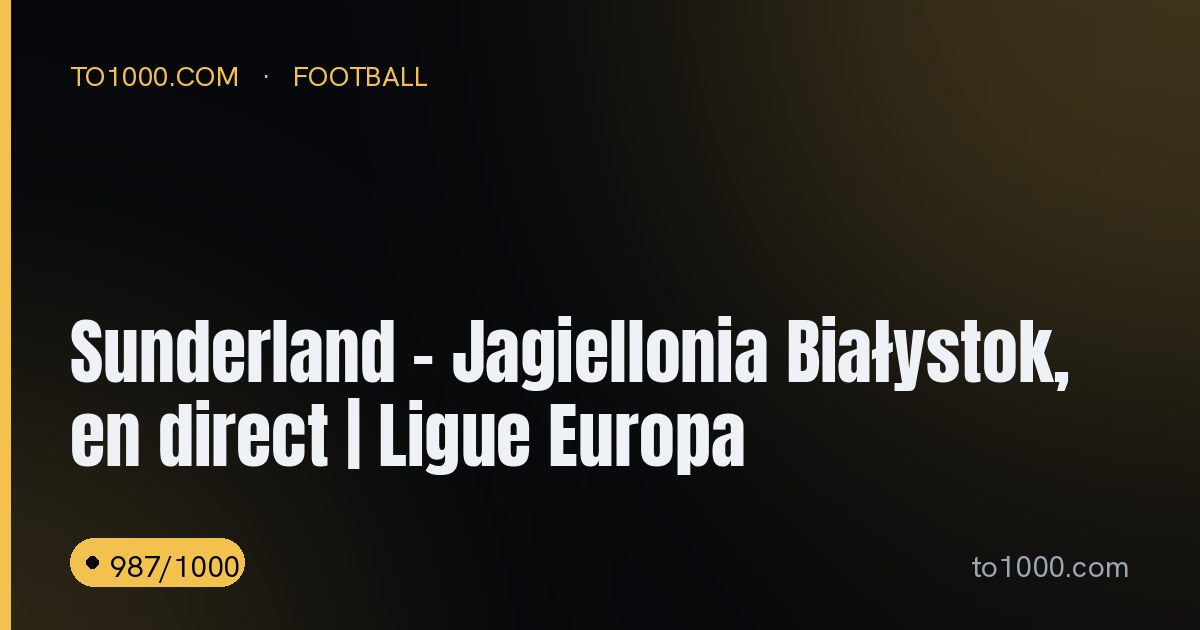 TO1000.COM · FOOTBALL
Sunderland - Jagiellonia Białystok,
en direct | Ligue Europa
987/1000
to1000.com